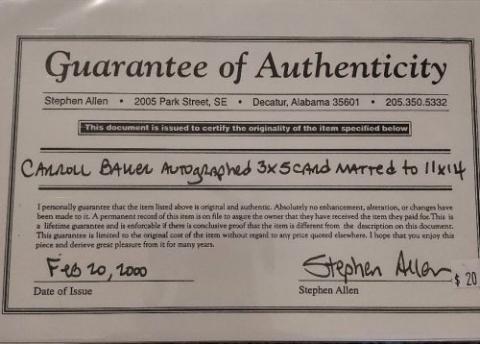 Guarantee of Authenticity
Stephen Allen • 2005 Park Street, SE • Decatur, Alabama 35601 • 205.350.5332
This document is issued to certify the originality of the item specified below
CARROLL BAKER AUTOGRAPHED 3x5 CARD MATTED to 11x14
I personally guarantee that the item listed above is original and authentic. Absolutely no enhancement, alteration, or changes have
been made to it. A permanent record of this item is on file to assure the owner that they have received the item they paid for. This is
a lifetime guarantee and is enforceable if there is conclusive proof that the item is different from the description on this document.
This guarantee is limited to the original cost of the item without regard to any price quoted elsewhere. I hope that you enjoy this
piece and derieve great pleasure from it for many years.
Feb 20, 2000
Stephen Allen
$ 20
Date of Issue
Stephen Allen